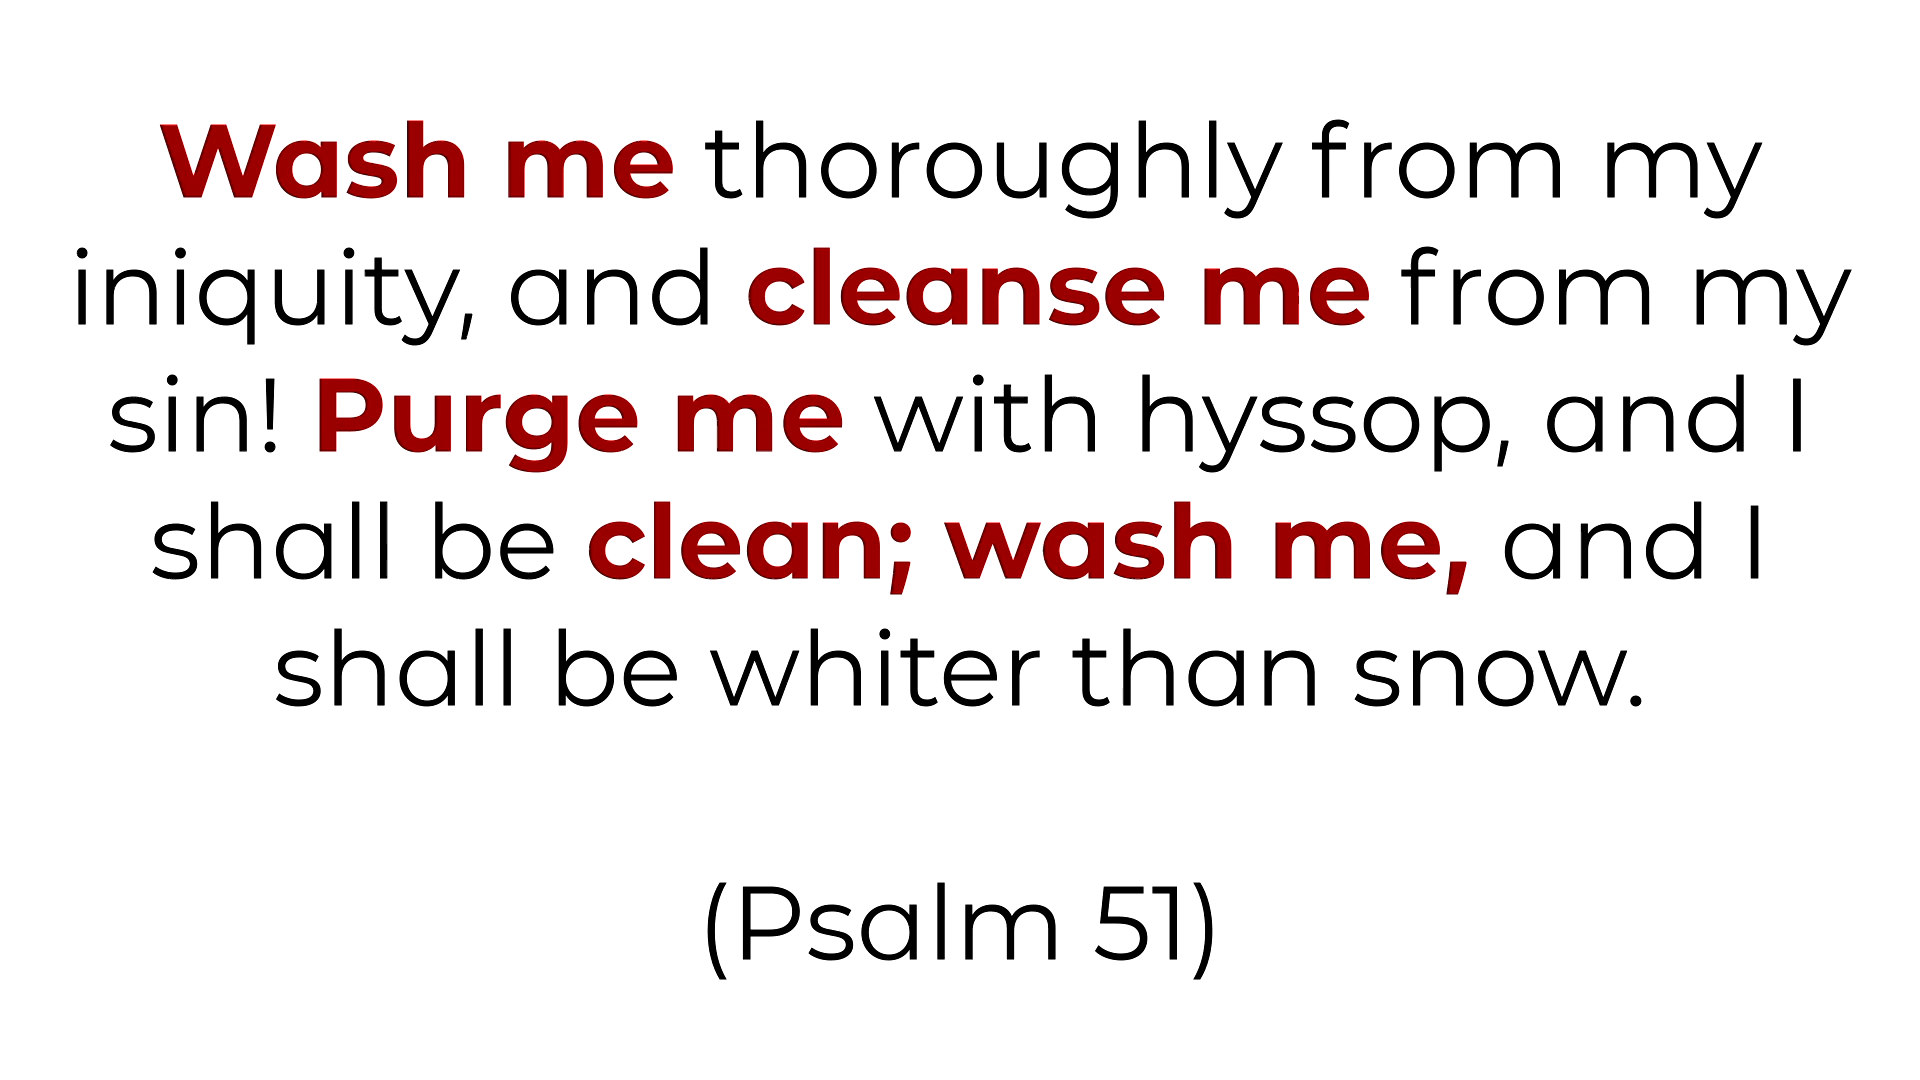 Wash me thoroughly from my
iniquity, and cleanse me from my
sin! Purge me with hyssop, and I
shall be clean; wash me, and I
shall be whiter than snow.
(Psalm 51)